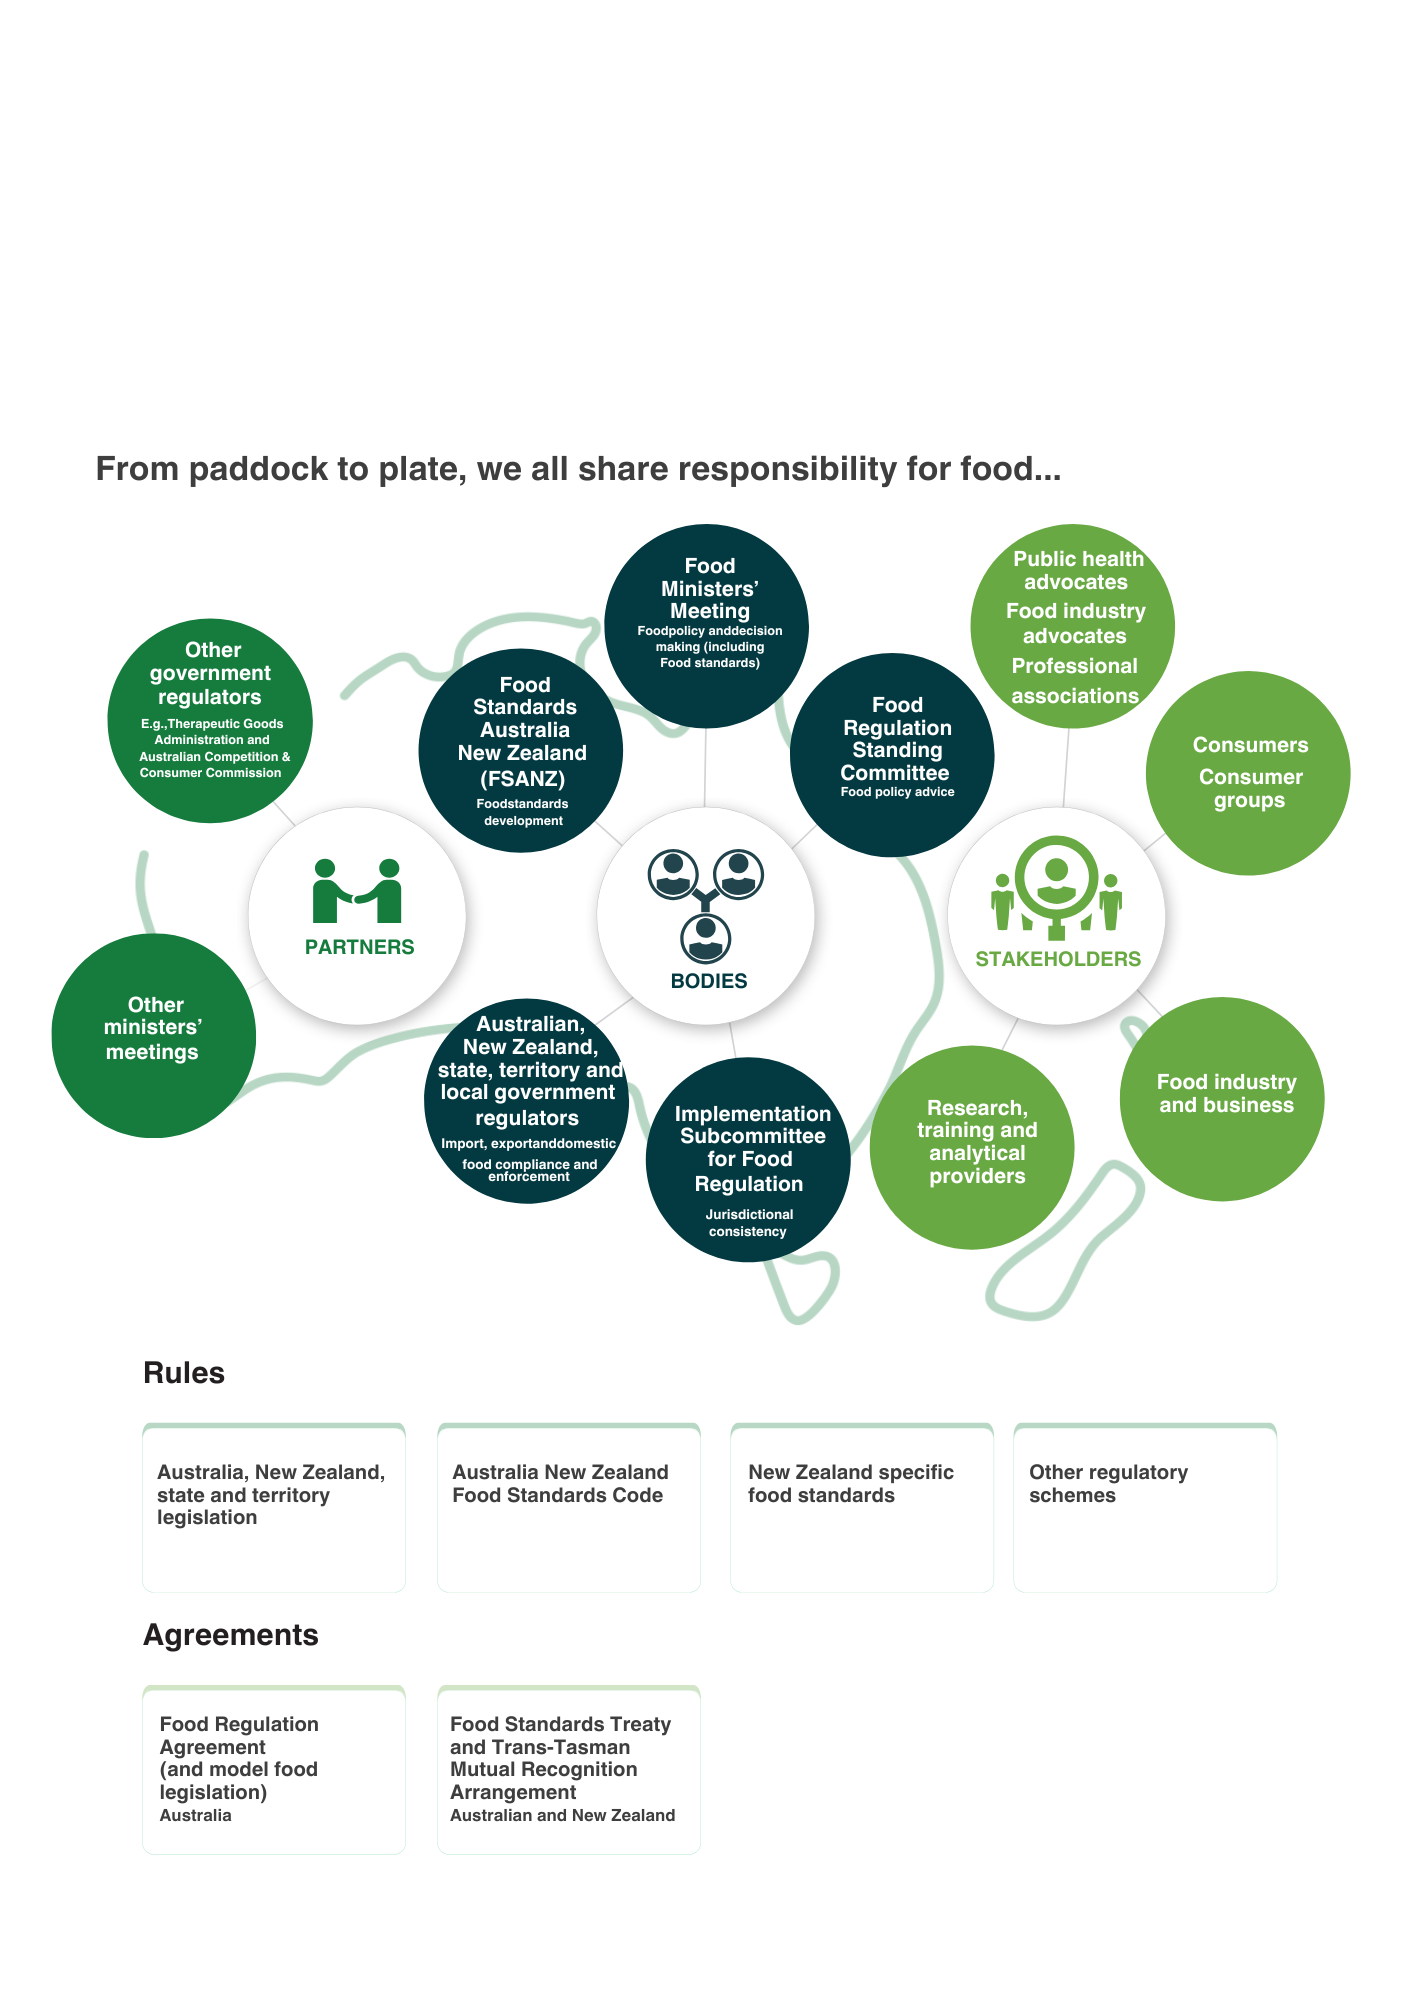 From paddock to plate, we all share responsibility for food...
Other
government
regulators
E.g.,Therapeutic Goods
Administration and
Australian Competition &
Consumer Commission
Other
ministers’
meetings
PARTNERS
Food
Standards
Australia
New Zealand
(FSANZ)
Foodstandards
development
Food
Ministers’
Meeting
Foodpolicy anddecision
making (including
Food standards)
Food
Regulation
Standing
Committee
Food policy advice
BODIES
Australian,
New Zealand,
state, territory and
local government
regulators
Import, exportanddomestic
food compliance and
enforcement
Implementation
Subcommittee
for Food
Regulation
Jurisdictional
consistency
Public health
advocates
Food industry
advocates
Professional
associations
Consumers
Consumer
groups
STAKEHOLDERS
Research,
training and
analytical
providers
Food industry
and business
Rules
Australia, New Zealand,
state and territory
legislation
Australia New Zealand
Food Standards Code
New Zealand specific
food standards
Other regulatory
schemes
Agreements
Food Regulation
Agreement
(and model food
legislation)
Australia
Food Standards Treaty
and Trans-Tasman
Mutual Recognition
Arrangement
Australian and New Zealand